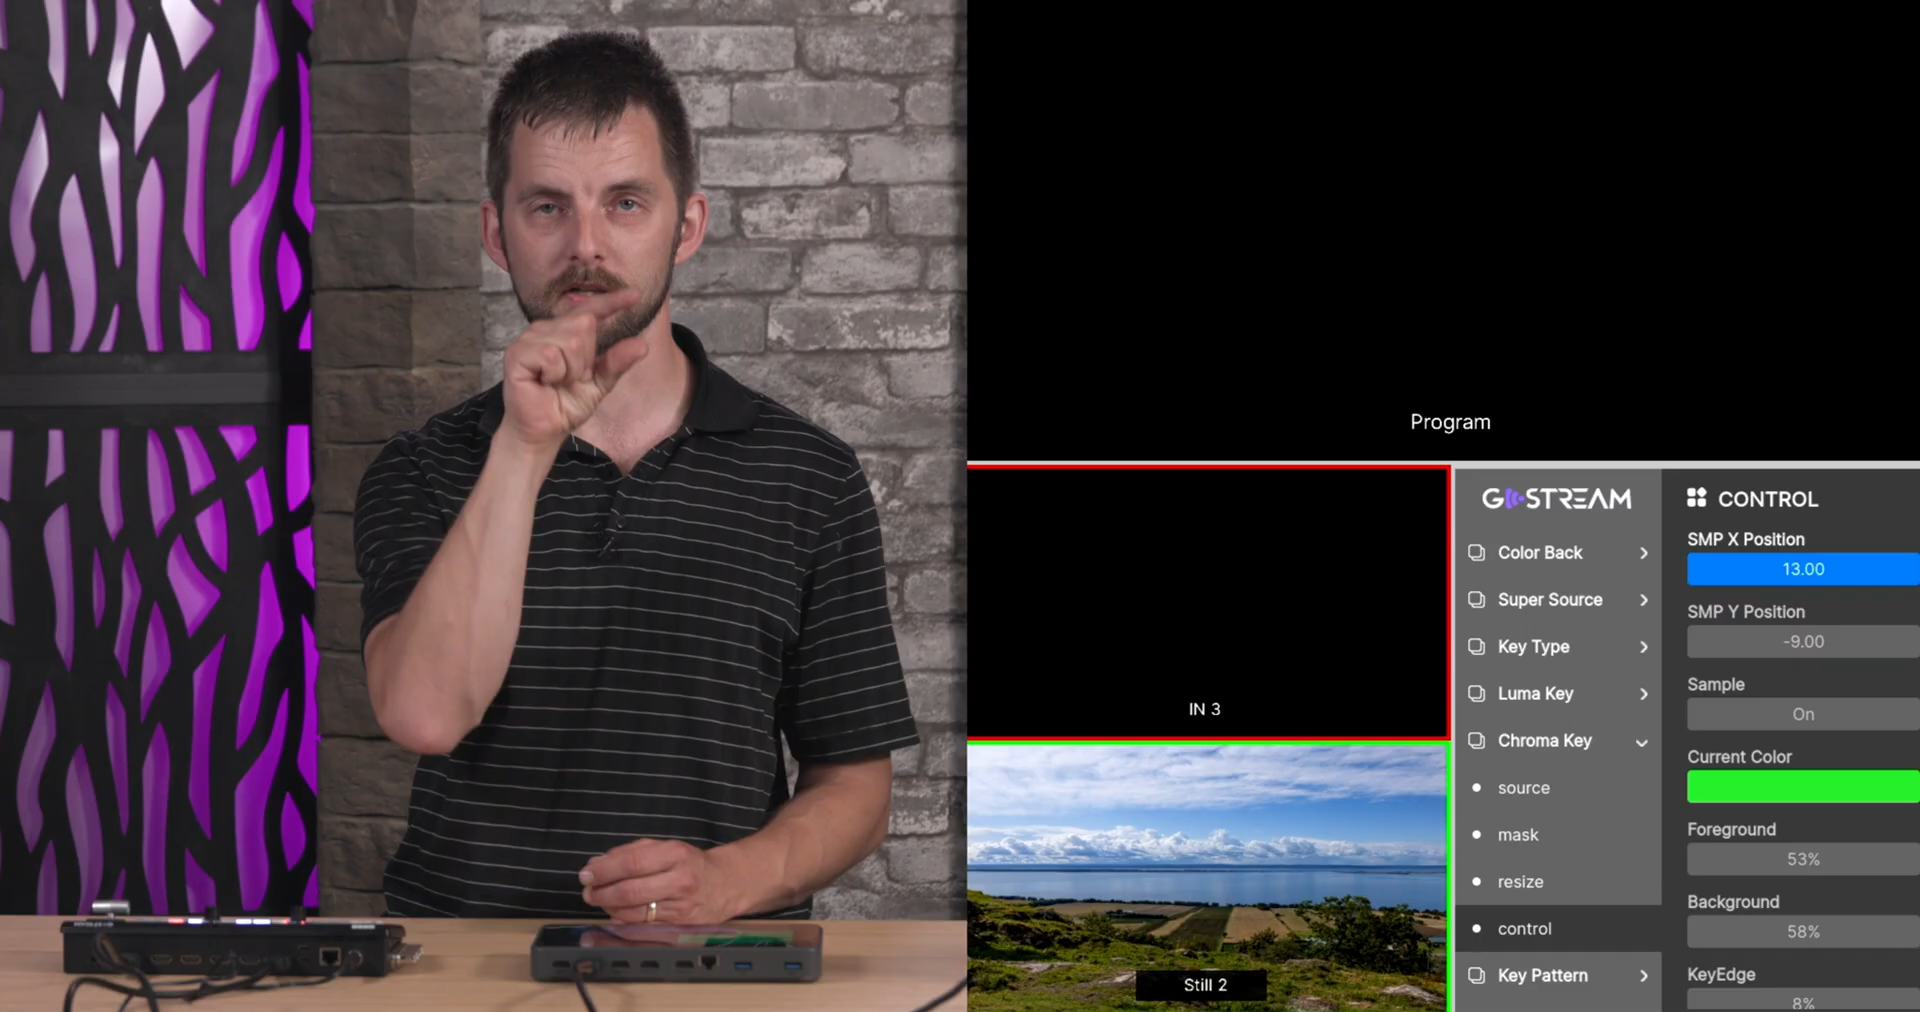 Program
IN 3
Still 2
GOSTREAM
Color Back
Super Source
Key Type
Luma Key
Chroma Key
source
mask
resize
control
Key Pattern
CONTROL
SMP X Position
13.00
SMP Y Position
-9.00
Sample
On
Current Color
Foreground
53%
Background
58%
KeyEdge
8%